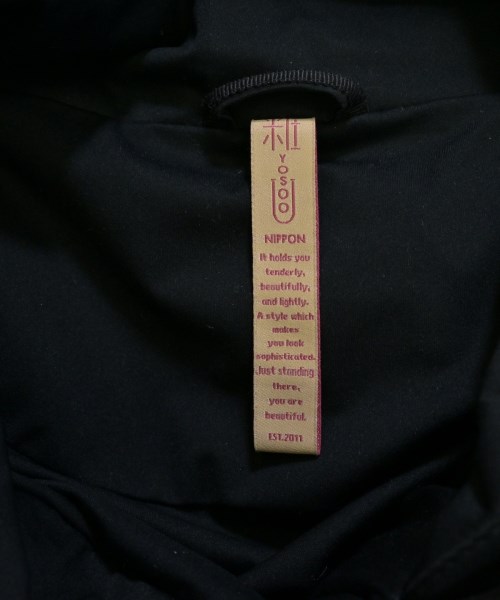 YOSOO
NIPPON
It holds you
tenderly,
beautifully,
and lightly.
A style which
makes
you look
sophisticated.
Just standing
there,
you are
beautiful.
EST.2011